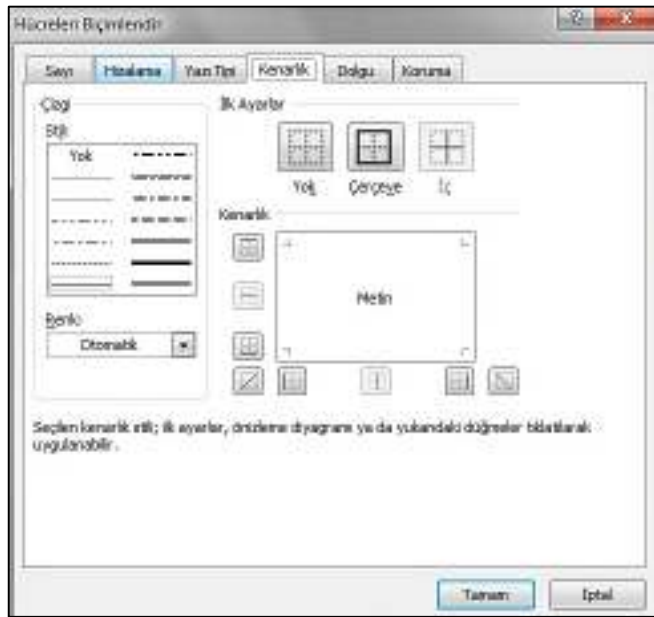 Hücreleri Biçimlendir
Sayı Hizalama Yazı Tipi Kenarlık Dolgu Koruma
Çizgi
Stil:
Yok
Renk:
Otomatik
İlk Ayarlar
Yok Çerçeve İç
Kenarlık
Metin
Seçilen kenarlık stili; ilk ayarlar, önizleme diyagramı ya da yukarıdaki düğmeler tıklatılarak
uygulanabilir.
Tamam İptal